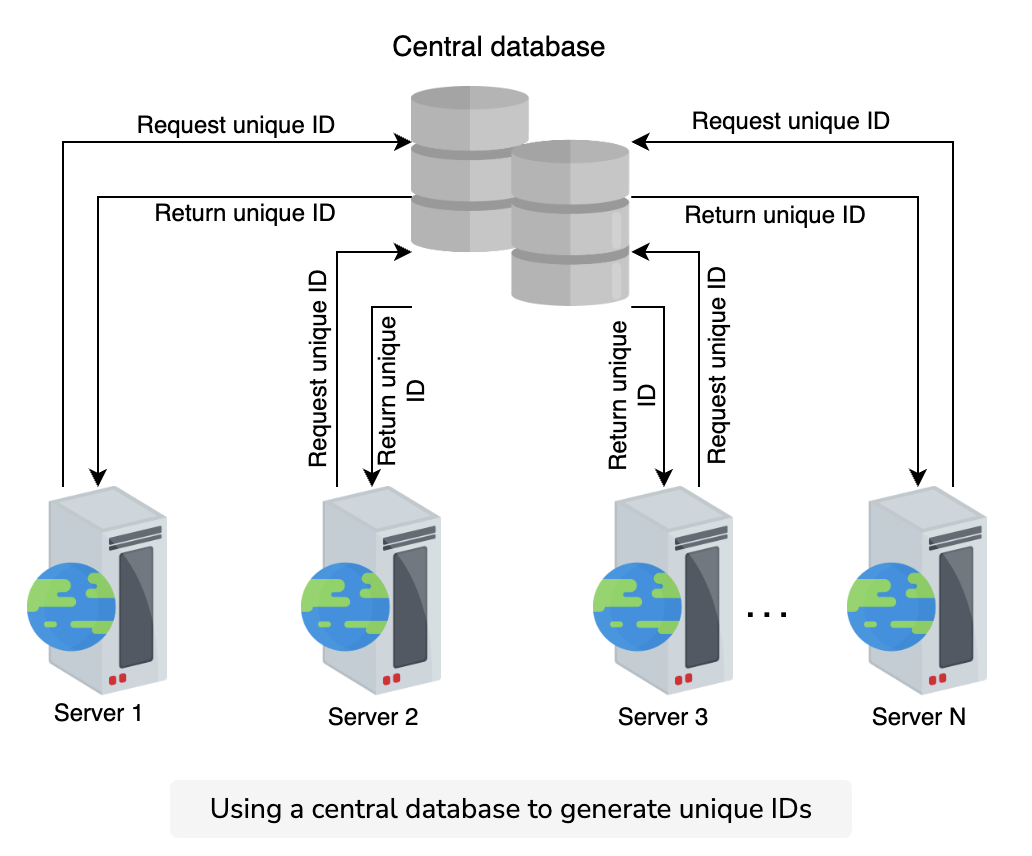 Central database
Request unique ID
Request unique ID
Return unique ID
Return unique ID
Request unique ID
Return unique
ID
Return unique
ID
Request unique ID
. . .
Server 1
Server 2
Server 3
Server N
Using a central database to generate unique IDs